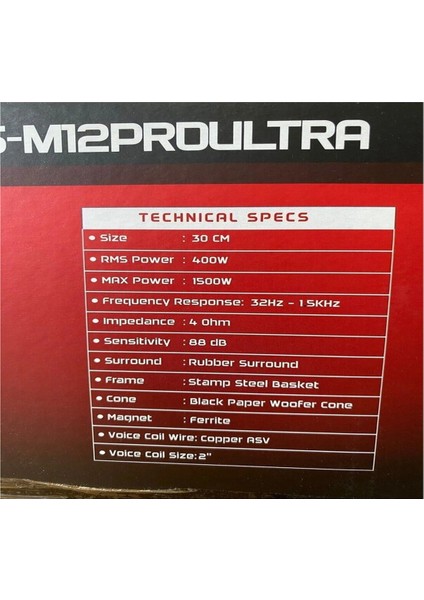 S-M12PROULTRA
TECHNICAL SPECS
• Size : 30 CM
• RMS Power : 400W
• MAX Power : 1500W
• Frequency Response: 32Hz - 15KHz
• Impedance : 4 Ohm
• Sensitivity : 88 dB
• Surround : Rubber Surround
• Frame : Stamp Steel Basket
• Cone : Black Paper Woofer Cone
• Magnet : Ferrite
• Voice Coil Wire: Copper ASV
• Voice Coil Size: 2"